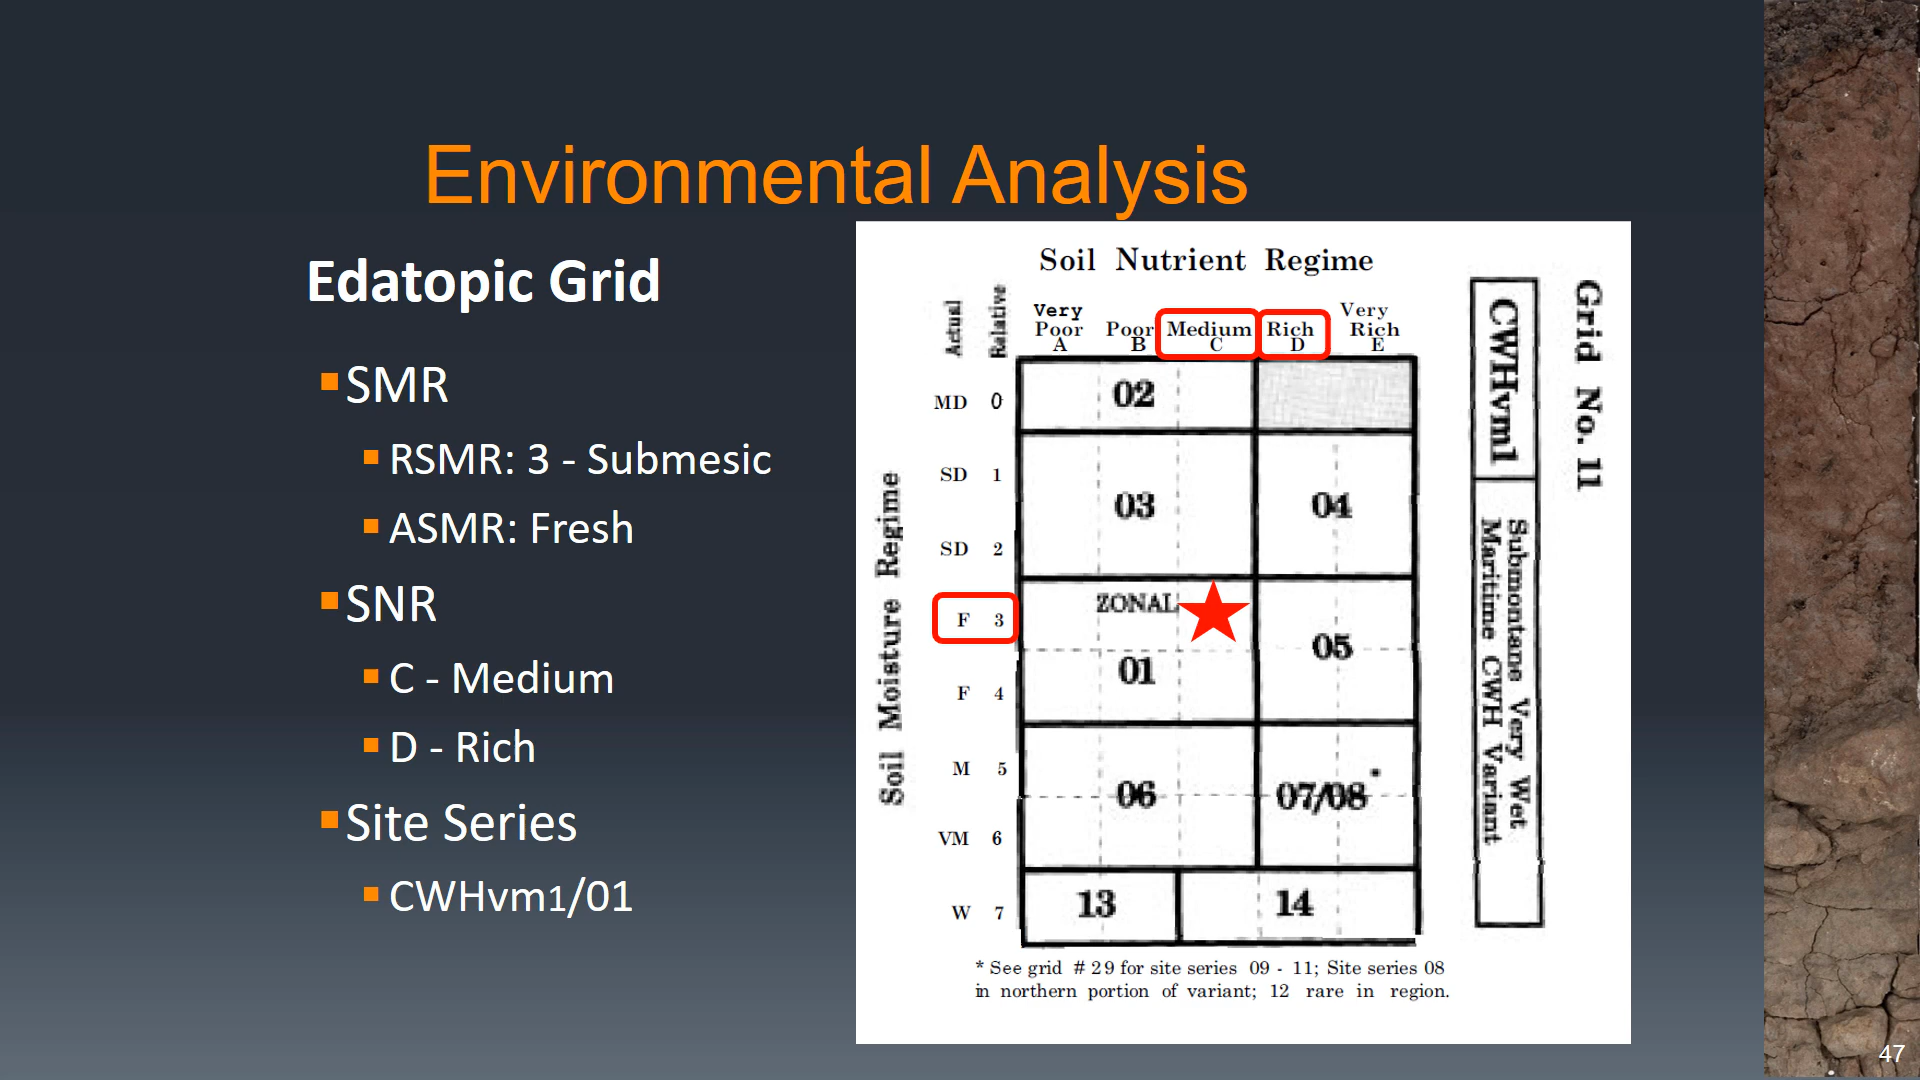 Environmental Analysis
Edatopic Grid
SMR
RSMR: 3 - Submesic
ASMR: Fresh
SNR
C - Medium
D - Rich
Site Series
CWHvm1/01
Soil Nutrient Regime
Actual
Relative
Very
Poor
A
Poor
B
Medium
C
Rich
D
Very
Rich
E
Soil Moisture Regime
MD 0
SD 1
SD 2
F 3
F 4
M 5
VM 6
W 7
02
03
04
ZONAL
01
05
06
07/08*
13
14
CWHvm1
Submontane Very Wet
Maritime CWH Variant
Grid No. 11
* See grid # 29 for site series 09 - 11; Site series 08
in northern portion of variant; 12 rare in region.
47